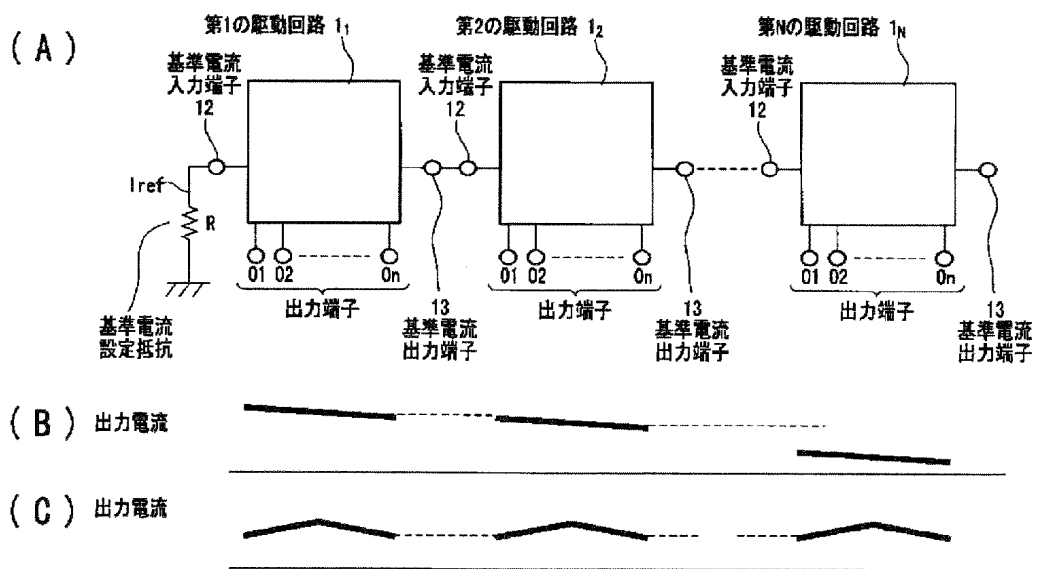 (A)
第1の駆動回路 1₁
第2の駆動回路 1₂
第Nの駆動回路 1N
基準電流
入力端子
12
基準電流
入力端子
12
基準電流
入力端子
12
Iref
R
01 02 0n
01 02 0n
01 02 0n
出力端子
出力端子
出力端子
基準電流
設定抵抗
13
基準電流
出力端子
13
基準電流
出力端子
13
基準電流
出力端子
(B) 出力電流
(C) 出力電流